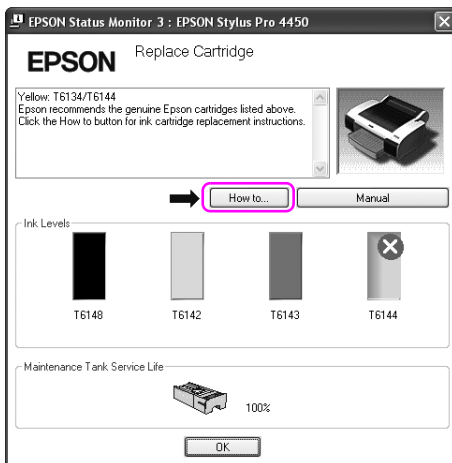 EPSON Status Monitor 3 : EPSON Stylus Pro 4450
EPSON
Replace Cartridge
Yellow: T6134/T6144
Epson recommends the genuine Epson cartridges listed above.
Click the How to button for ink cartridge replacement instructions.
How to...
Manual
Ink Levels
T6148
T6142
T6143
T6144
Maintenance Tank Service Life
100%
OK